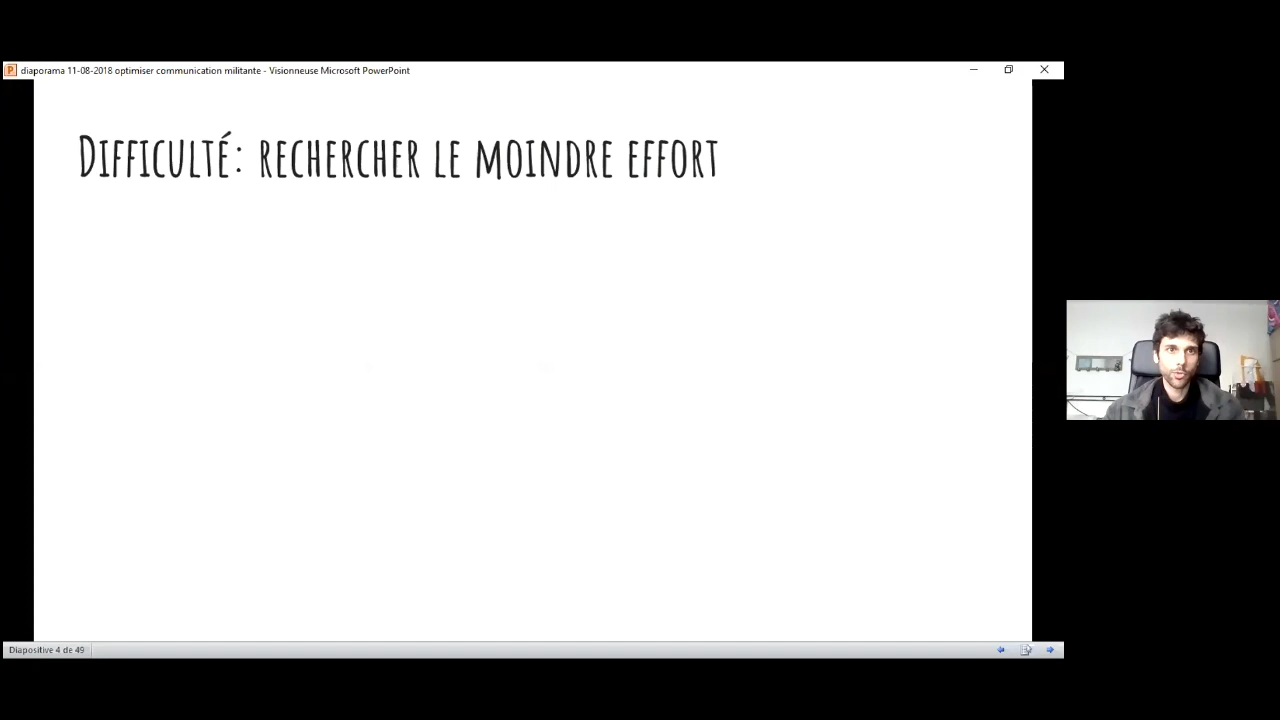 diaporama 11-08-2018 optimiser communication militante - Visionneuse Microsoft PowerPoint
Difficulté: rechercher le moindre effort
Diapositive 4 de 49